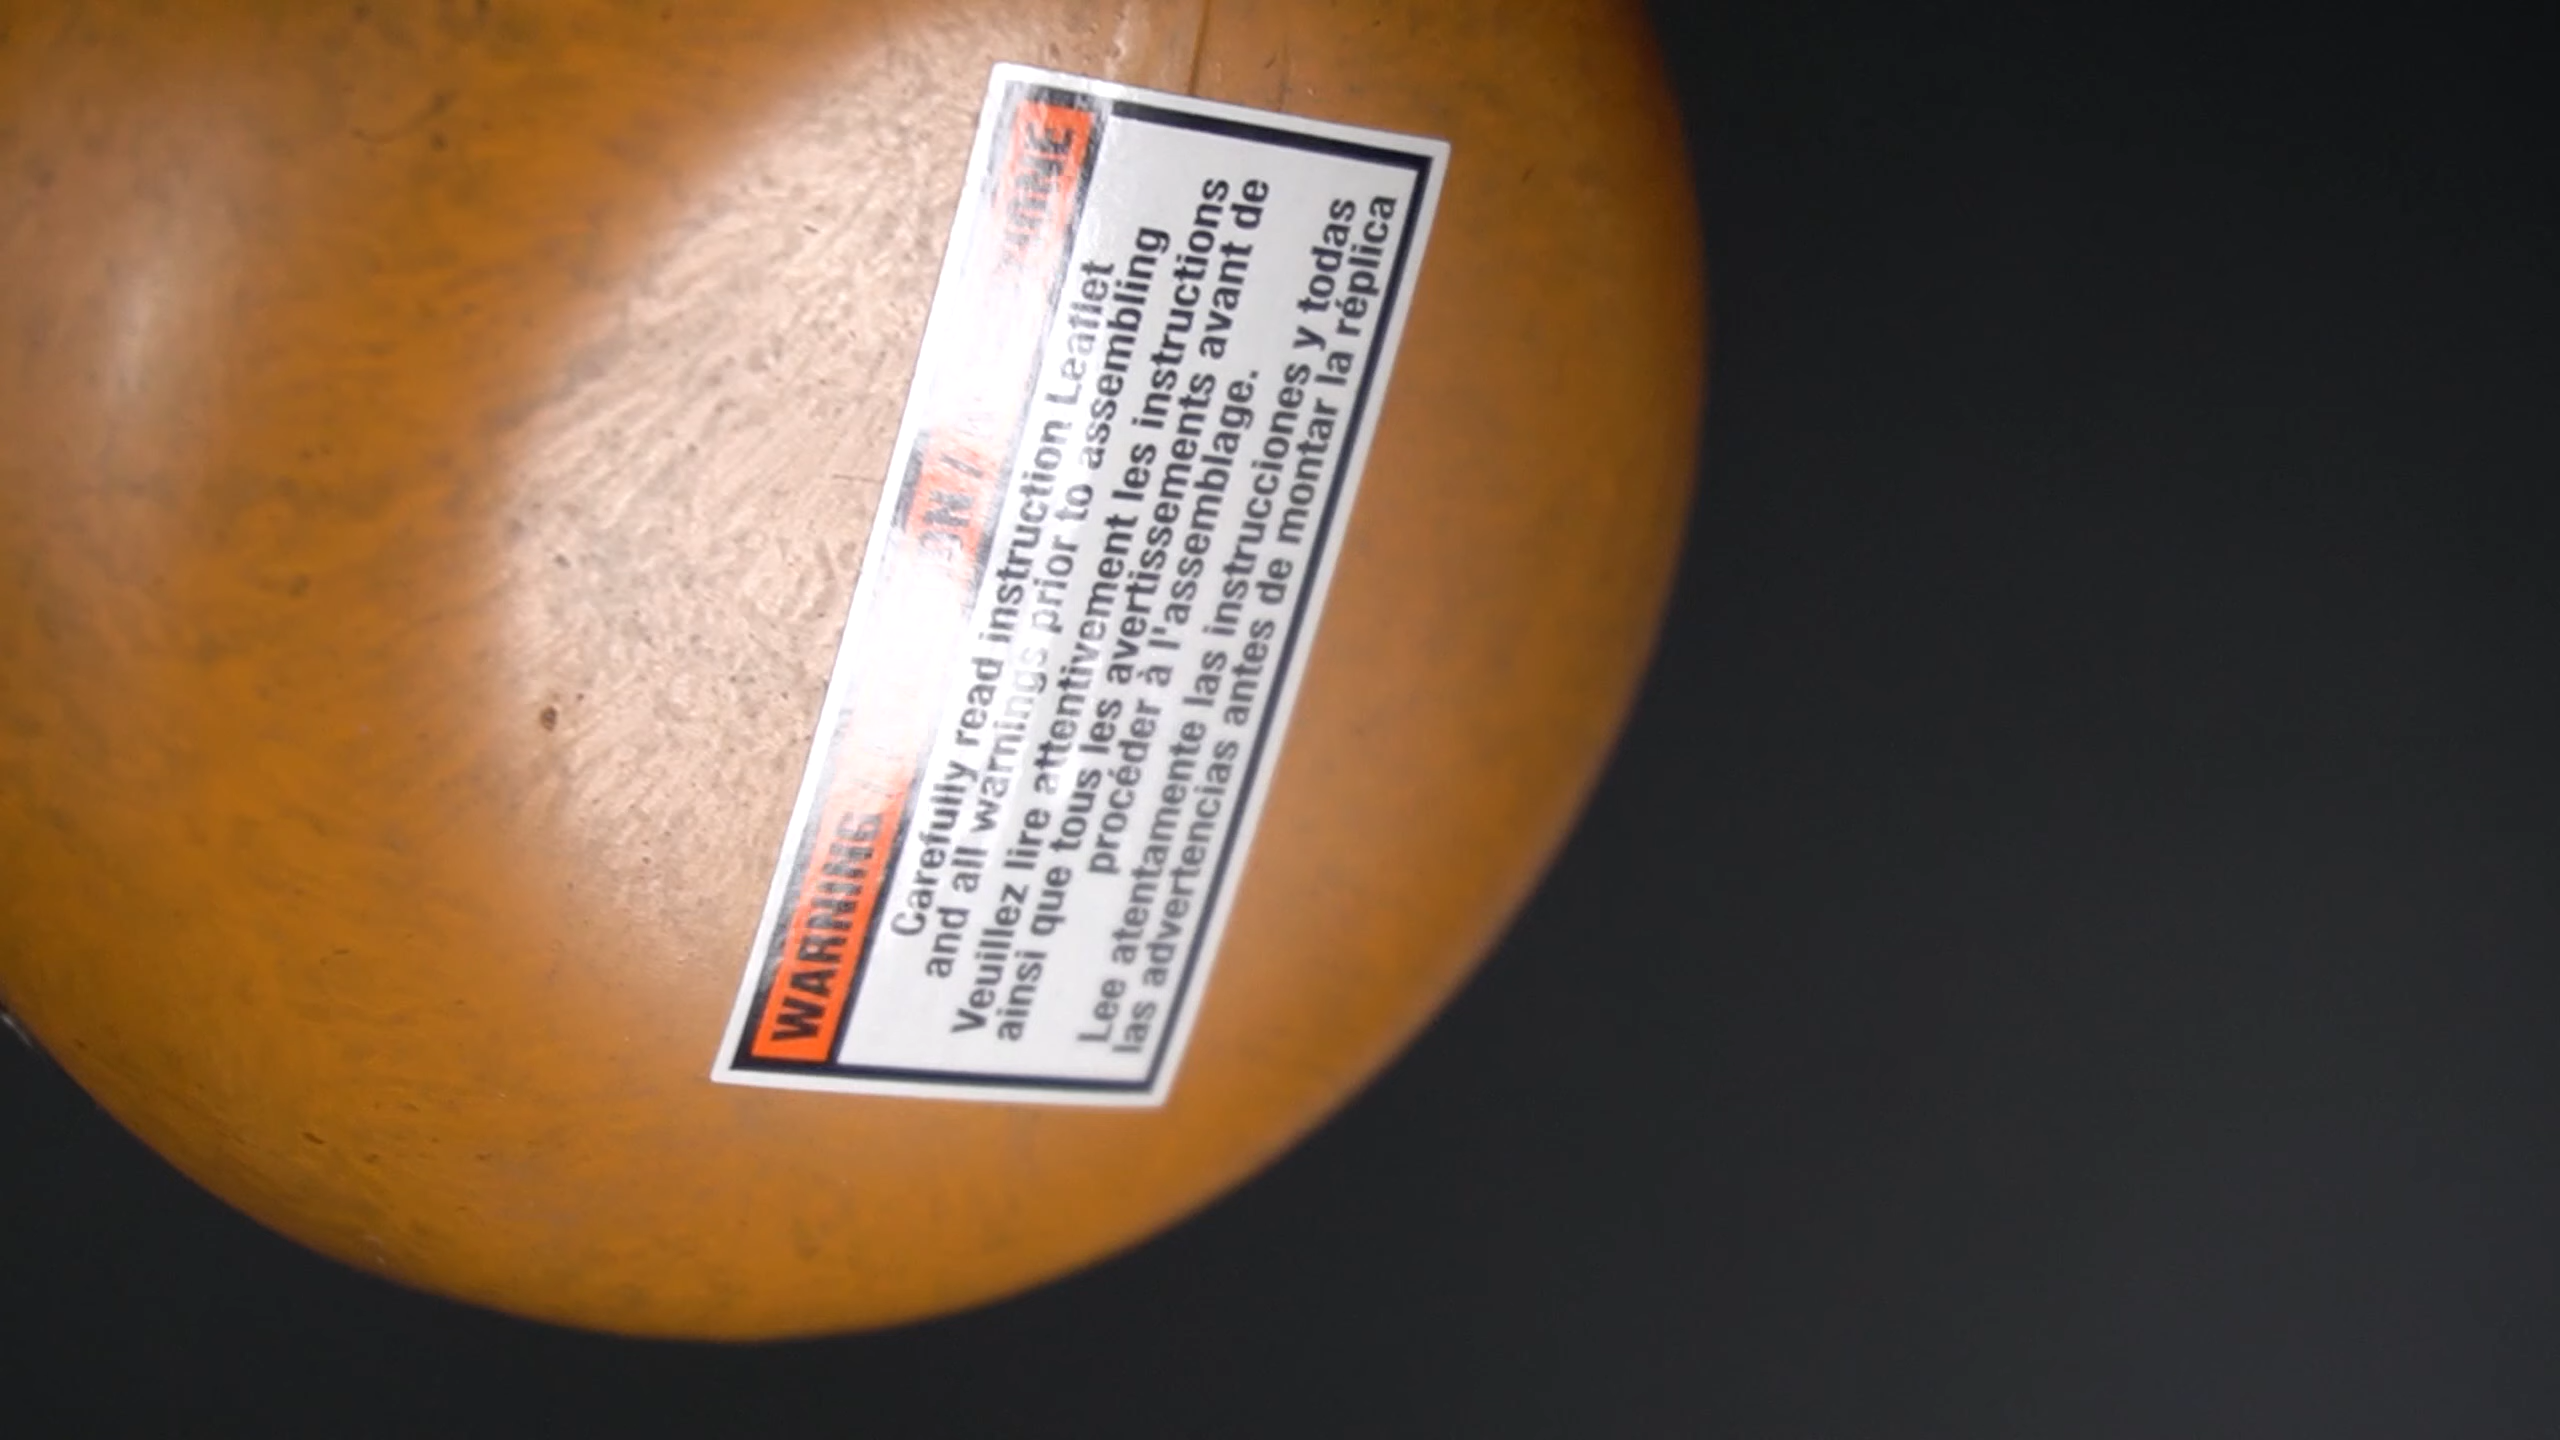 WARNING
Carefully read instruction Leaflet
and all warnings prior to assembling
Veuillez lire attentivement les instructions
ainsi que tous les avertissements avant de
procéder à l'assemblage.
Lee atentamente las instrucciones y todas
las advertencias antes de montar la réplica